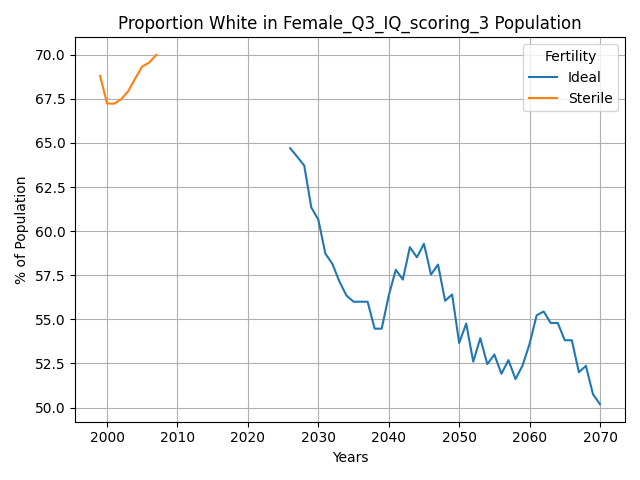 Proportion White in Female_Q3_IQ_scoring_3 Population
Fertility
Ideal
Sterile
% of Population
70.0
67.5
65.0
62.5
60.0
57.5
55.0
52.5
50.0
2000 2010 2020 2030 2040 2050 2060 2070
Years